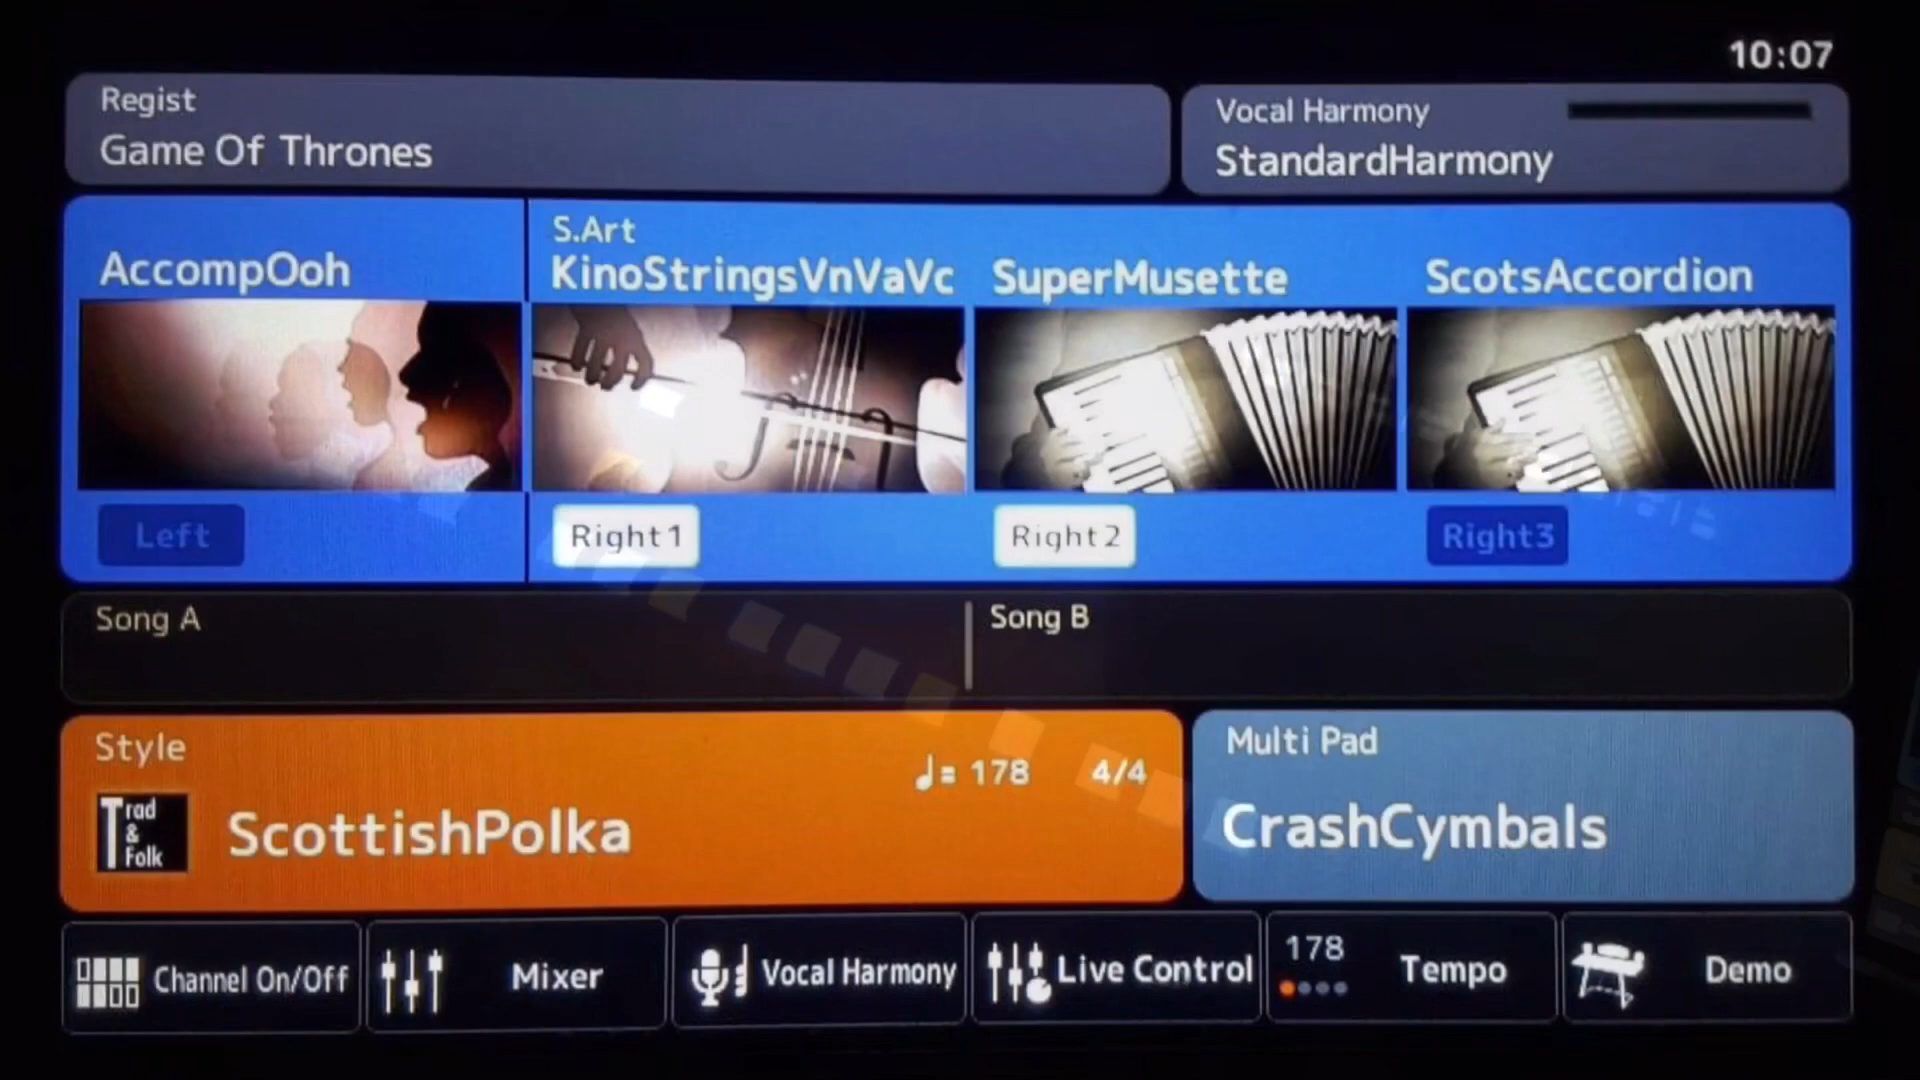 10:07
Regist
Game Of Thrones
Vocal Harmony
StandardHarmony
AccompOoh
S.Art
KinoStringsVnVaVc
SuperMusette
ScotsAccordion
Left
Right1
Right2
Right3
Song A
Song B
Style
♩= 178 4/4
Trad
&
Folk
ScottishPolka
Multi Pad
CrashCymbals
Channel On/Off
Mixer
Vocal Harmony
Live Control
178
Tempo
Demo